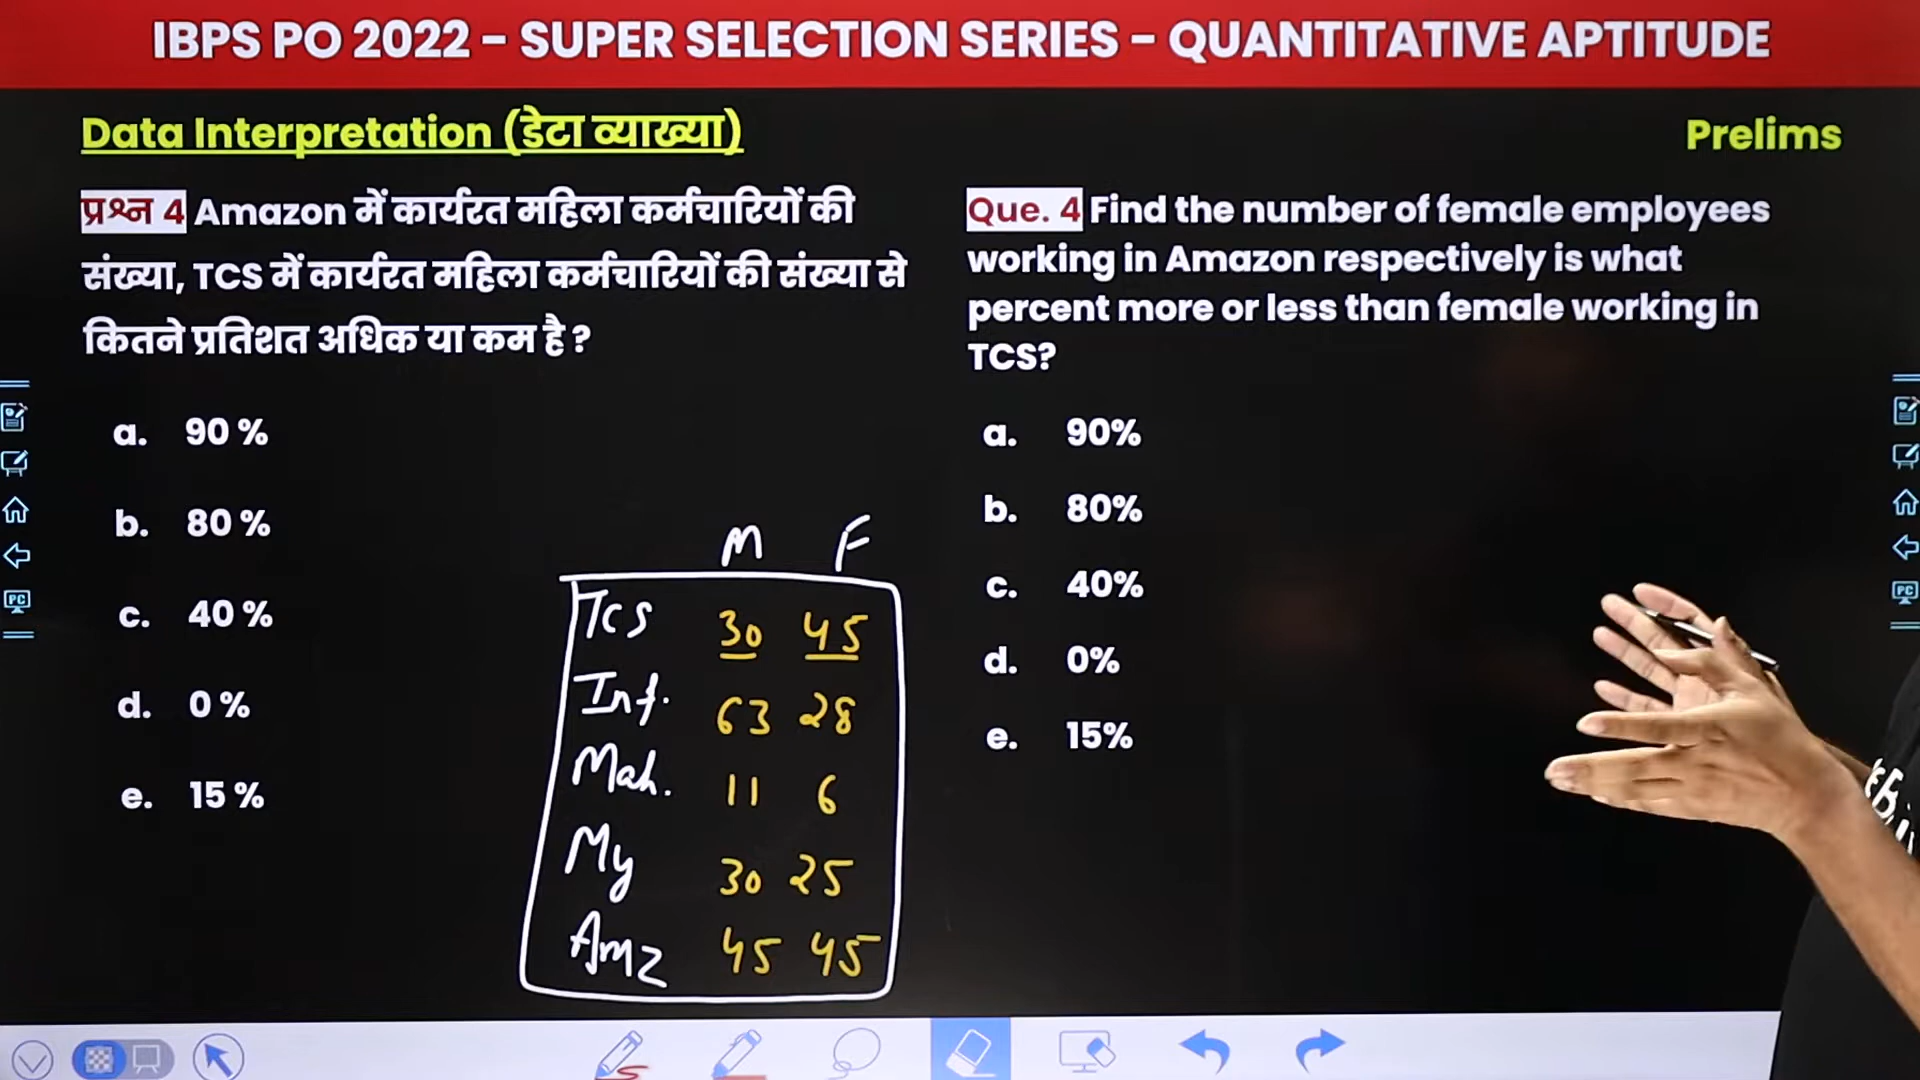 IBPS PO 2022 - SUPER SELECTION SERIES - QUANTITATIVE APTITUDE
Data Interpretation (डेटा व्याख्या)
Prelims
प्रश्न 4 Amazon में कार्यरत महिला कर्मचारियों की
संख्या, TCS में कार्यरत महिला कर्मचारियों की संख्या से
कितने प्रतिशत अधिक या कम है ?
a. 90 %
b. 80 %
c. 40 %
d. 0 %
e. 15 %
M F
TCS 30 45
Inf. 63 28
Mah. 11 6
My 30 25
Amz 45 45
Que. 4 Find the number of female employees
working in Amazon respectively is what
percent more or less than female working in
TCS?
a. 90%
b. 80%
c. 40%
d. 0%
e. 15%
PC
PC